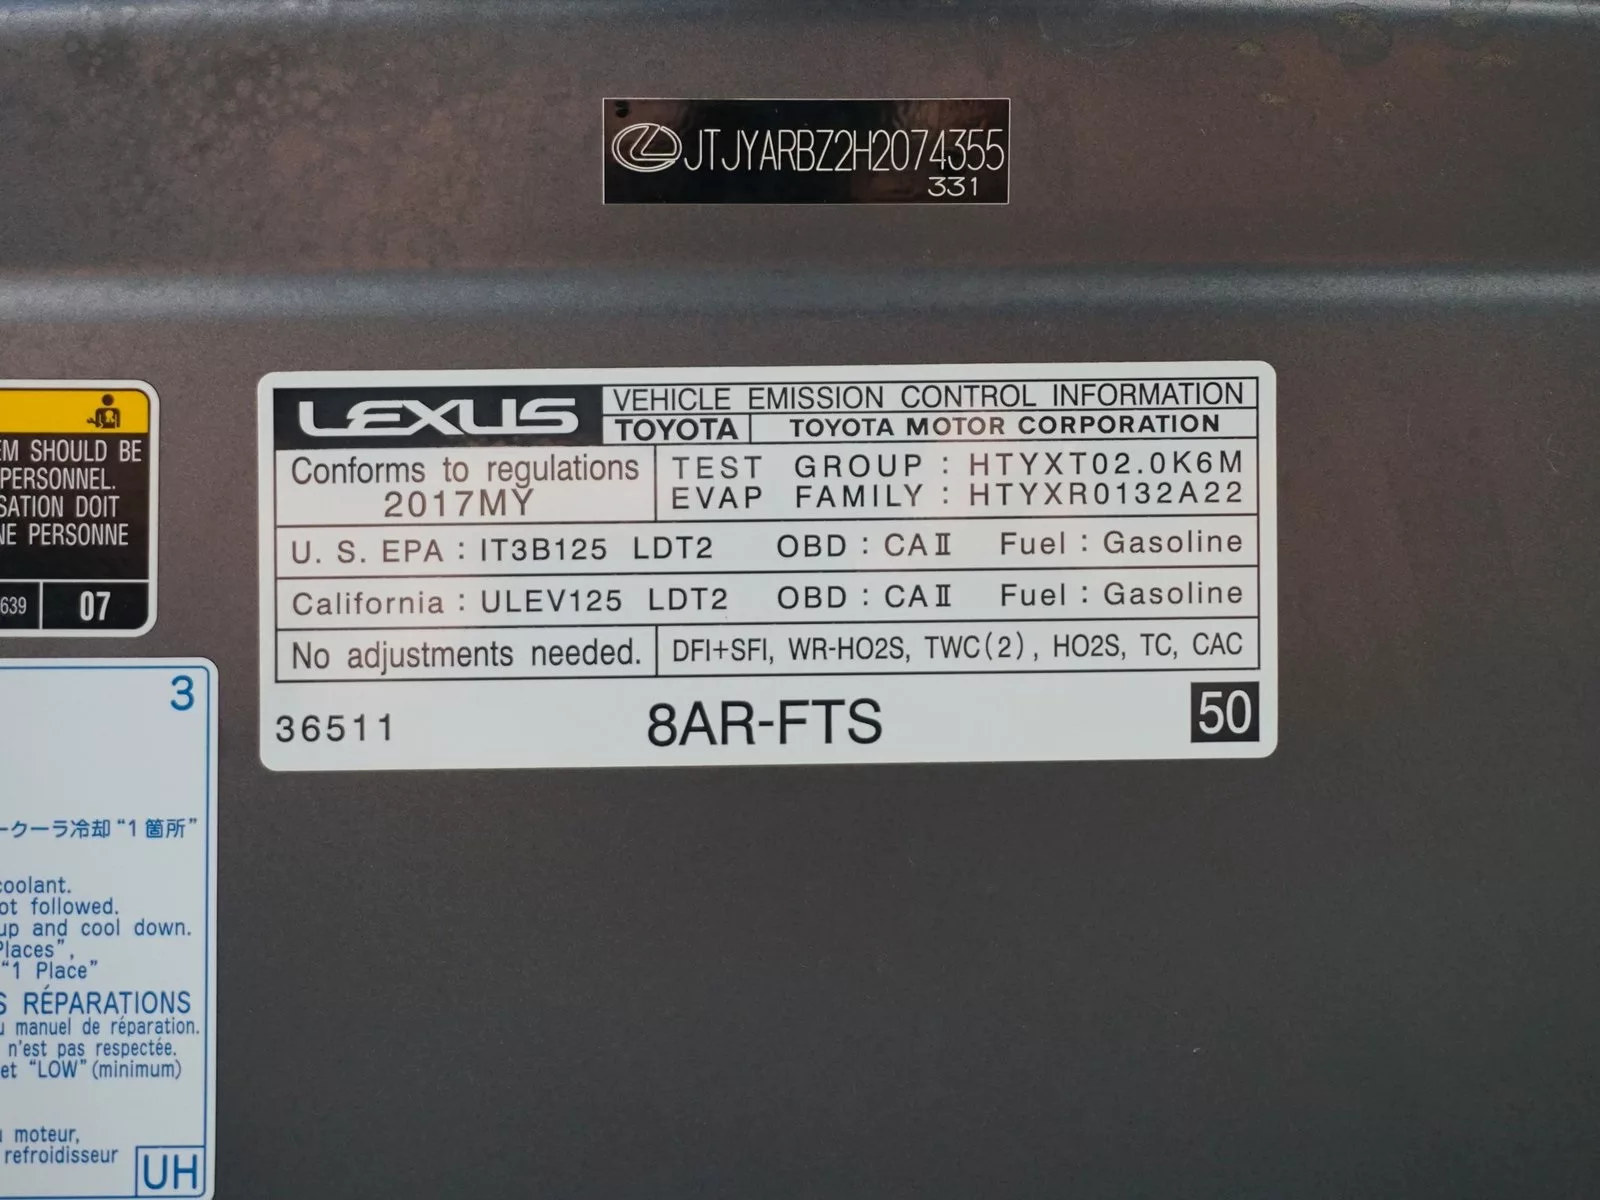 JTJYARBZ2H2074355
331
LEXUS
VEHICLE EMISSION CONTROL INFORMATION
TOYOTA TOYOTA MOTOR CORPORATION
Conforms to regulations
2017MY
TEST GROUP : HTYXT02.0K6M
EVAP FAMILY : HTYXR0132A22
U. S. EPA : IT3B125 LDT2 OBD : CAⅡ Fuel : Gasoline
California : ULEV125 LDT2 OBD : CAⅡ Fuel : Gasoline
No adjustments needed.
DFI+SFI, WR-HO2S, TWC(2), HO2S, TC, CAC
36511 8AR-FTS 50
SHOULD BE
PERSONNEL.
DOIT
PERSONNE
639 07
3
ークーラ冷却“1箇所”
coolant.
followed.
up and cool down.
Places”,
“1 Place”
RÉPARATIONS
manuel de réparation.
n'est pas respectée.
et “LOW”(minimum)
moteur,
refroidisseur
UH